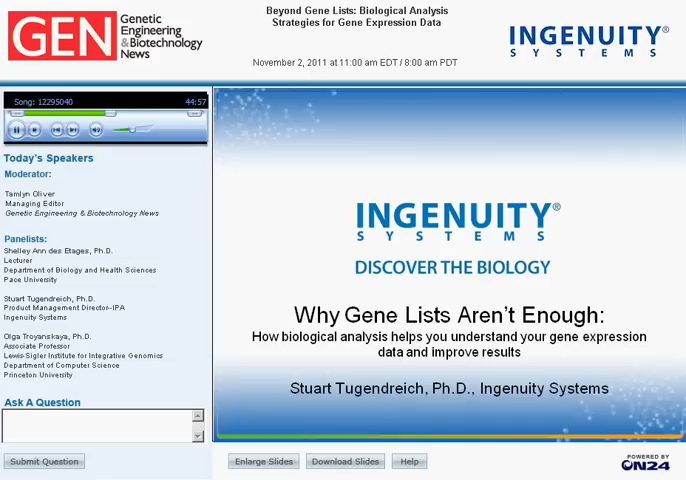 GEN Genetic
Engineering
& Biotechnology
News
Beyond Gene Lists: Biological Analysis
Strategies for Gene Expression Data
November 2, 2011 at 11:00 am EDT / 8:00 am PDT
INGENUITY®
SYSTEMS
Song: 12295040 44:57
Today's Speakers
Moderator:
Tamlyn Oliver
Managing Editor
Genetic Engineering & Biotechnology News
Panelists:
Shelley Ann des Etages, Ph.D.
Lecturer
Department of Biology and Health Sciences
Pace University
Stuart Tugendreich, Ph.D.
Product Management Director-IPA
Ingenuity Systems
Olga Troyanskaya, Ph.D.
Associate Professor
Lewis-Sigler Institute for Integrative Genomics
Department of Computer Science
Princeton University
Ask A Question
Submit Question
INGENUITY®
SYSTEMS
DISCOVER THE BIOLOGY
Why Gene Lists Aren't Enough:
How biological analysis helps you understand your gene expression
data and improve results
Stuart Tugendreich, Ph.D., Ingenuity Systems
Enlarge Slides Download Slides Help
POWERED BY
ON24